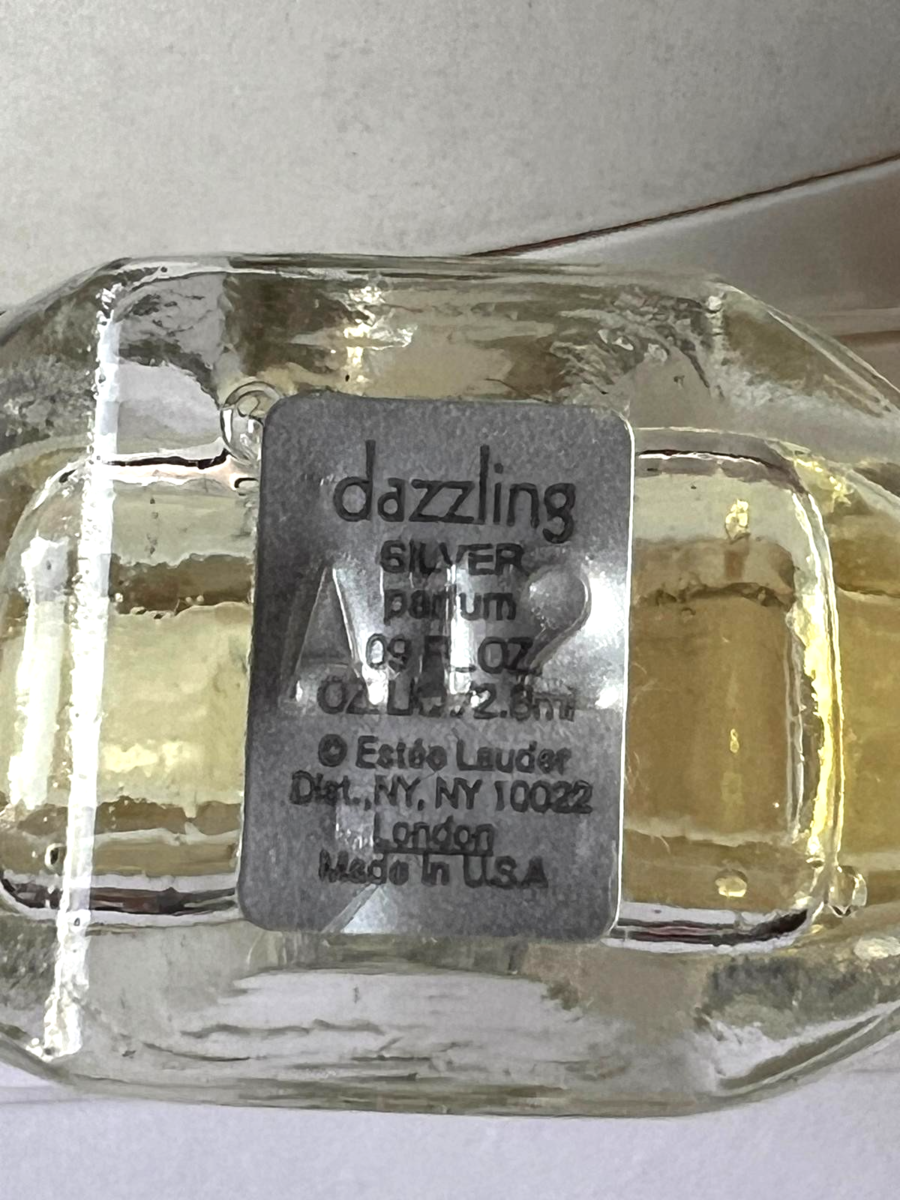 dazzling
SILVER
parfum
09 FL.OZ.
OZ. LIQ./2.8ml
© Estée Lauder
Dist., NY, NY 10022
London
Made in U.S.A